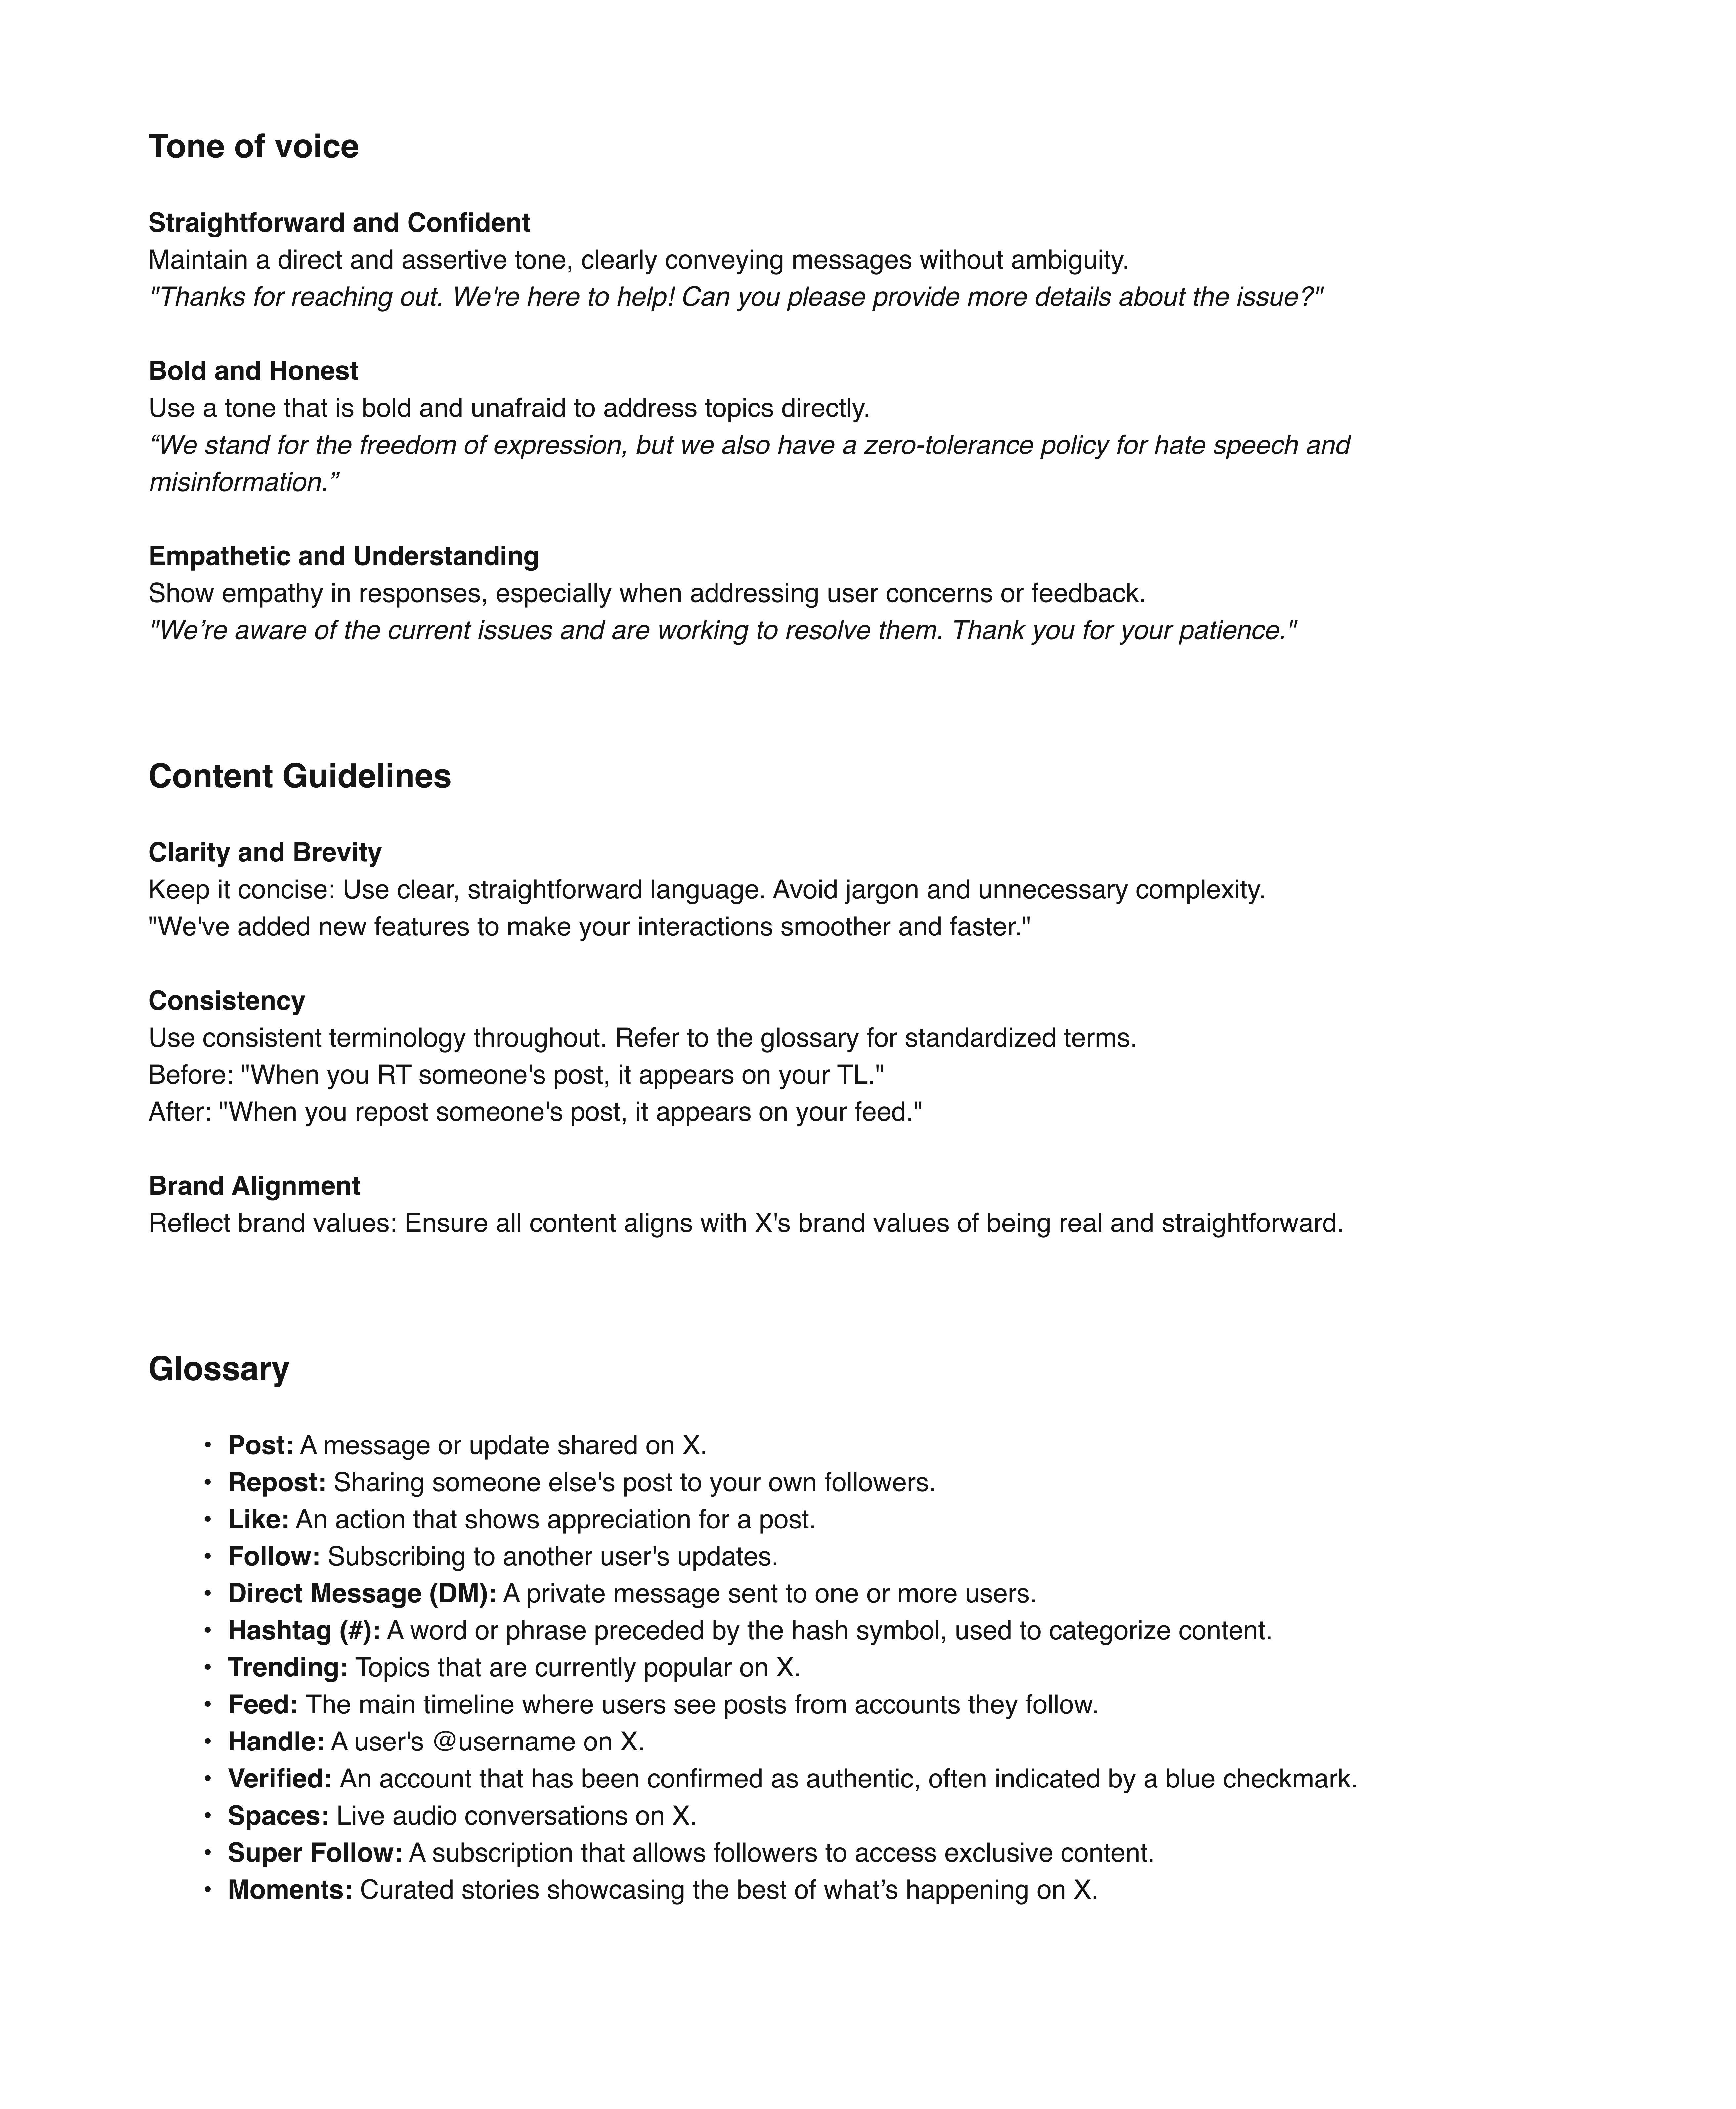 Tone of voice
Straightforward and Confident
Maintain a direct and assertive tone, clearly conveying messages without ambiguity.
"Thanks for reaching out. We're here to help! Can you please provide more details about the issue?"
Bold and Honest
Use a tone that is bold and unafraid to address topics directly.
“We stand for the freedom of expression, but we also have a zero-tolerance policy for hate speech and
misinformation.”
Empathetic and Understanding
Show empathy in responses, especially when addressing user concerns or feedback.
"We’re aware of the current issues and are working to resolve them. Thank you for your patience."
Content Guidelines
Clarity and Brevity
Keep it concise: Use clear, straightforward language. Avoid jargon and unnecessary complexity.
"We've added new features to make your interactions smoother and faster."
Consistency
Use consistent terminology throughout. Refer to the glossary for standardized terms.
Before: "When you RT someone's post, it appears on your TL."
After: "When you repost someone's post, it appears on your feed."
Brand Alignment
Reflect brand values: Ensure all content aligns with X's brand values of being real and straightforward.
Glossary
• Post: A message or update shared on X.
• Repost: Sharing someone else's post to your own followers.
• Like: An action that shows appreciation for a post.
• Follow: Subscribing to another user's updates.
• Direct Message (DM): A private message sent to one or more users.
• Hashtag (#): A word or phrase preceded by the hash symbol, used to categorize content.
• Trending: Topics that are currently popular on X.
• Feed: The main timeline where users see posts from accounts they follow.
• Handle: A user's @username on X.
• Verified: An account that has been confirmed as authentic, often indicated by a blue checkmark.
• Spaces: Live audio conversations on X.
• Super Follow: A subscription that allows followers to access exclusive content.
• Moments: Curated stories showcasing the best of what’s happening on X.